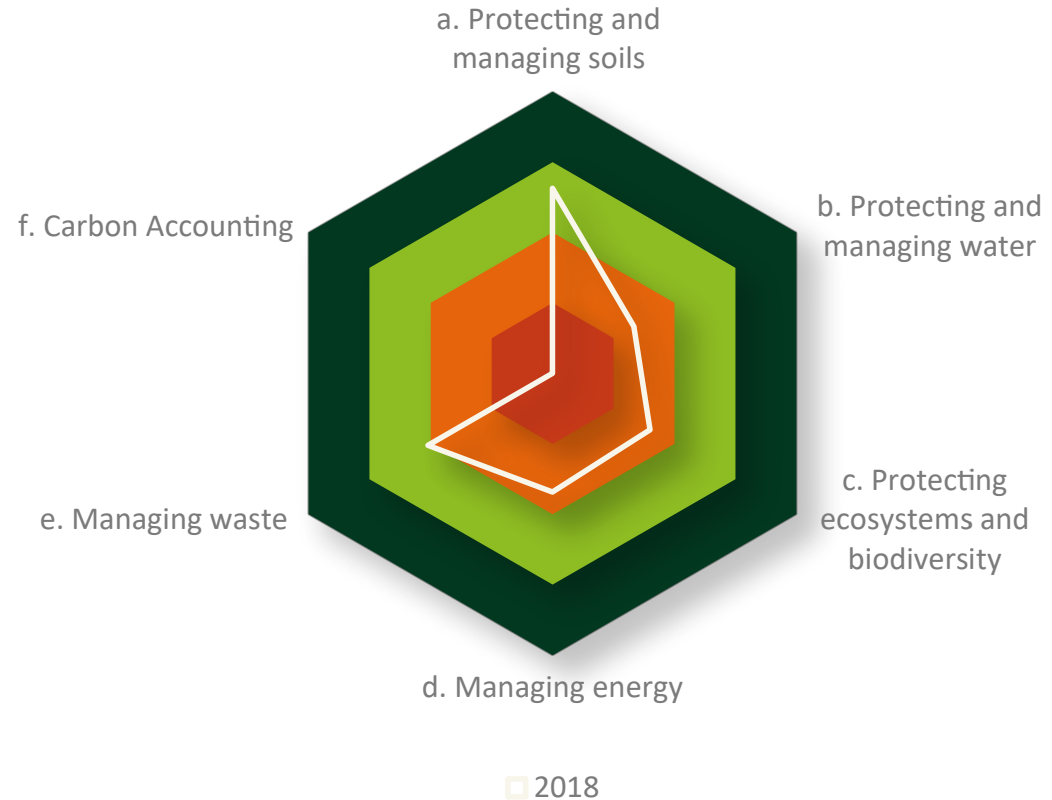 a. Protecting and
managing soils
b. Protecting and
managing water
c. Protecting
ecosystems and
biodiversity
d. Managing energy
e. Managing waste
f. Carbon Accounting
2018